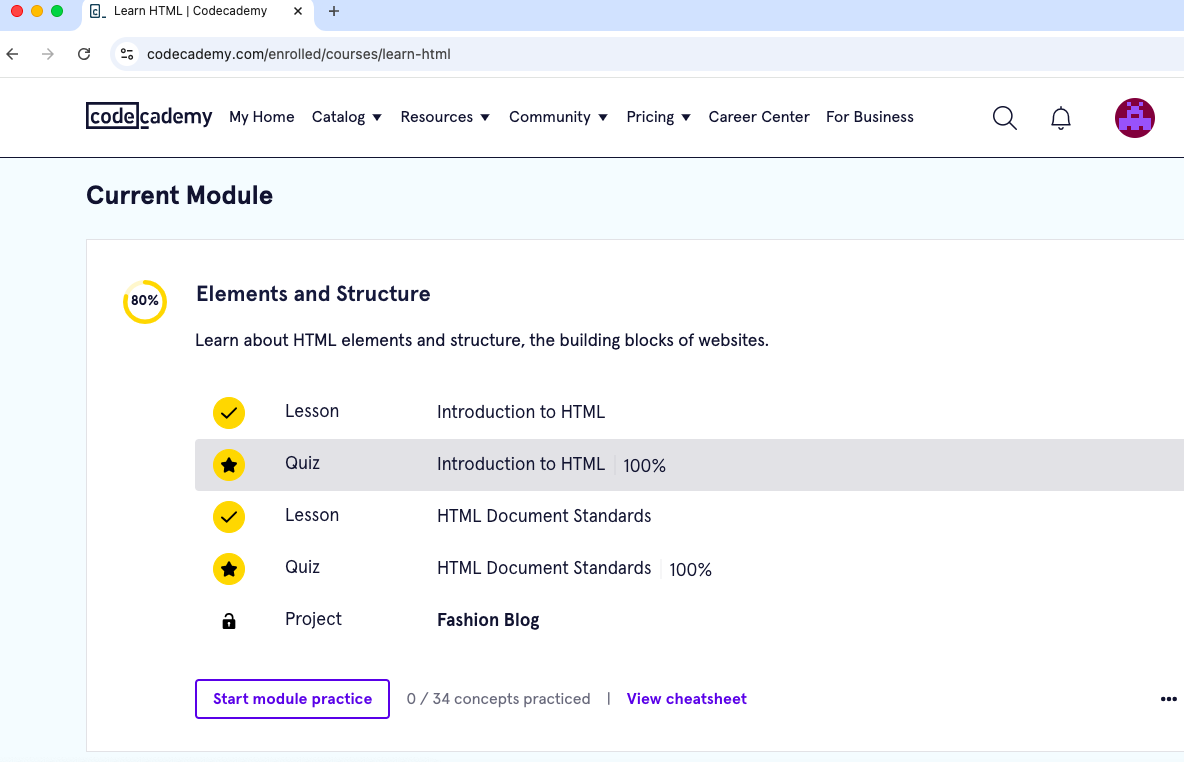 Learn HTML | Codecademy
codecademy.com/enrolled/courses/learn-html
codecademy My Home Catalog Resources Community Pricing Career Center For Business
Current Module
80% Elements and Structure
Learn about HTML elements and structure, the building blocks of websites.
Lesson Introduction to HTML
Quiz Introduction to HTML 100%
Lesson HTML Document Standards
Quiz HTML Document Standards 100%
Project Fashion Blog
Start module practice 0 / 34 concepts practiced | View cheatsheet